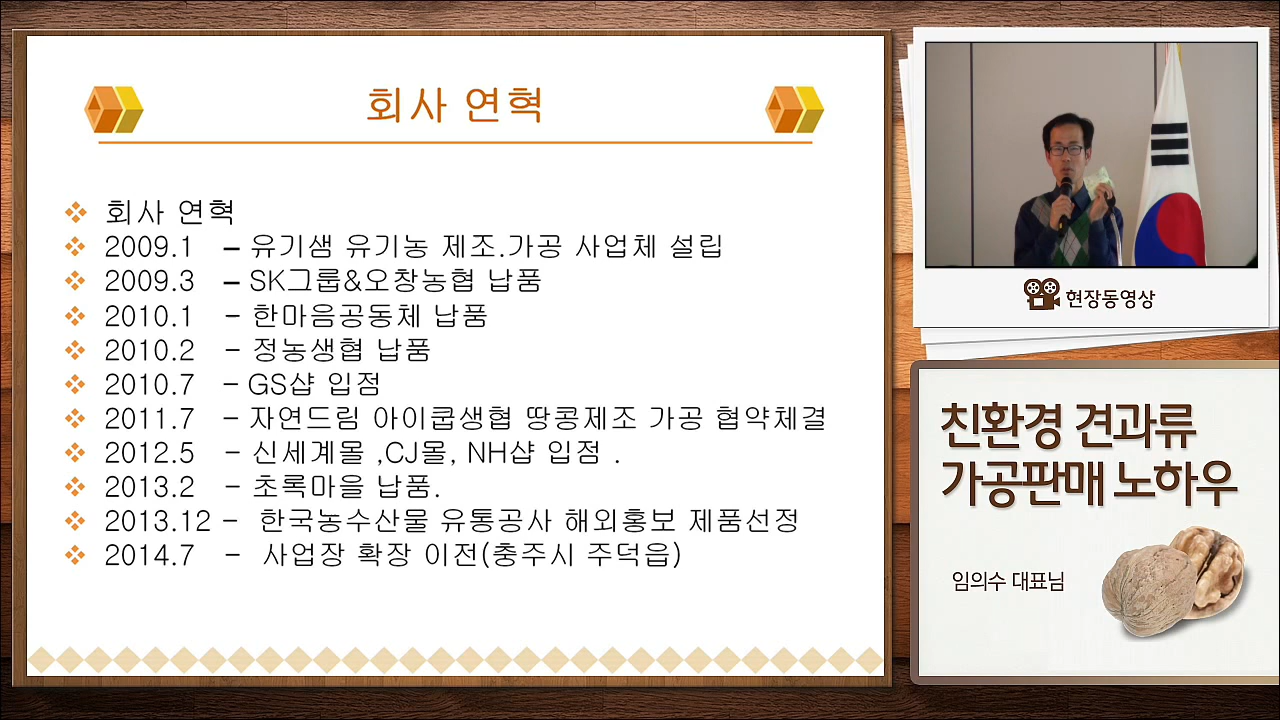 회사 연혁
회사 연혁
2009.1 – 유기샘 유기농 제조.가공 사업체 설립
2009.3 – SK그룹&오창농협 납품
2010.1 – 한마음공동체 납품
2010.2 – 정농생협 납품
2010.7 – GS샵 입점
2011.7 – 자연드림 아이쿱생협 땅콩제조 가공 협약체결
2012.5 – 신세계몰 ,CJ몰, NH샵 입점 .
2013.2 – 초록마을 납품.
2013.12 – 한국농수산물 유통공사 해외홍보 제품선정
2014.7 – 사업장 확장 이전(충주시 주덕읍)
현장동영상
친환경 견과류
가공판매 노하우
임의수 대표님